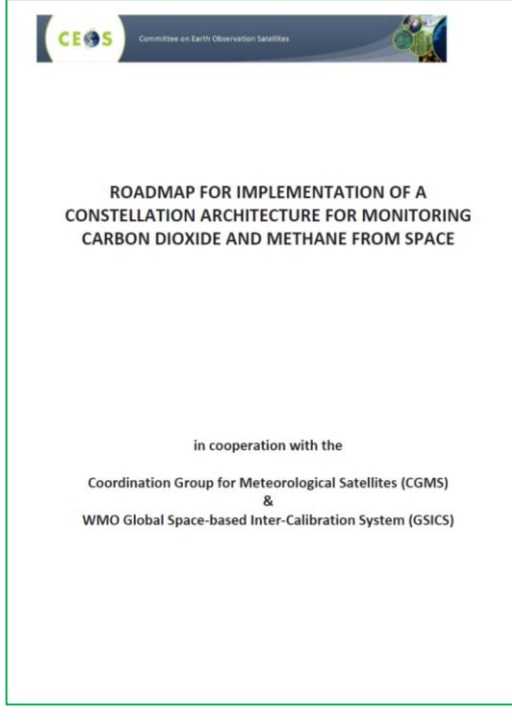 CEOS
Committee on Earth Observation Satellites
ROADMAP FOR IMPLEMENTATION OF A
CONSTELLATION ARCHITECTURE FOR MONITORING
CARBON DIOXIDE AND METHANE FROM SPACE
in cooperation with the
Coordination Group for Meteorological Satellites (CGMS)
&
WMO Global Space-based Inter-Calibration System (GSICS)